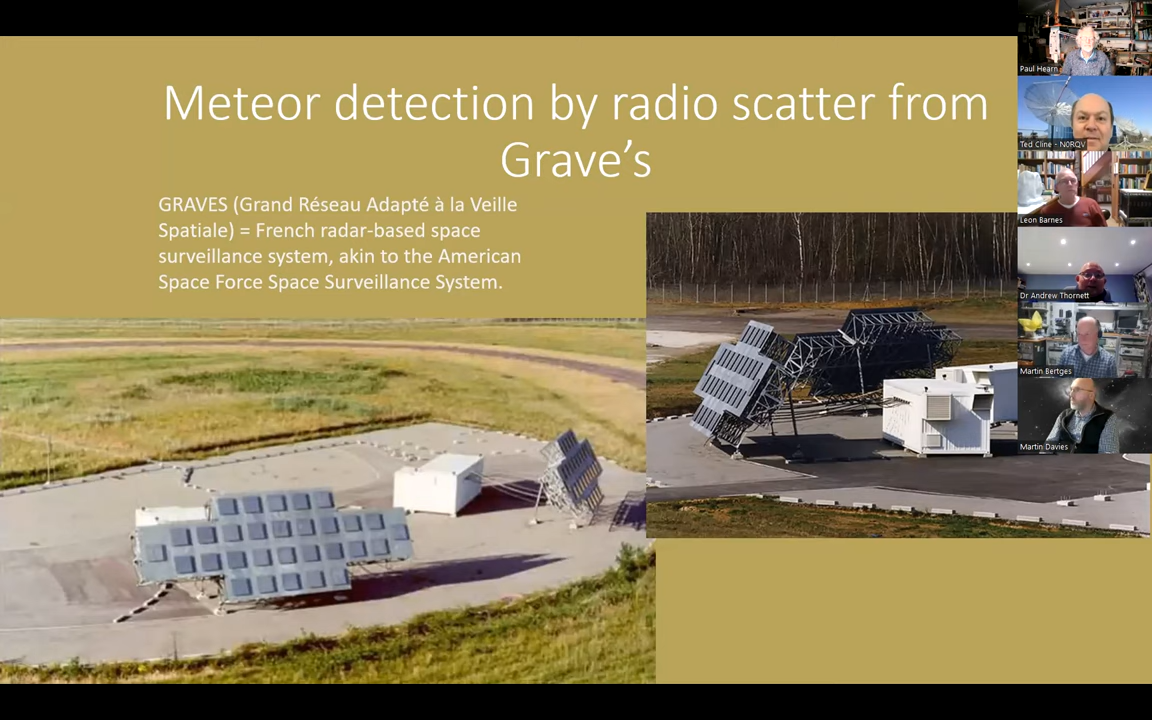 Meteor detection by radio scatter from
Grave’s
GRAVES (Grand Réseau Adapté à la Veille
Spatiale) = French radar-based space
surveillance system, akin to the American
Space Force Space Surveillance System.
Paul Hearn
Ted Cline - N0RQV
Leon Barnes
Dr Andrew Thornett
Martin Bertges
Martin Davies